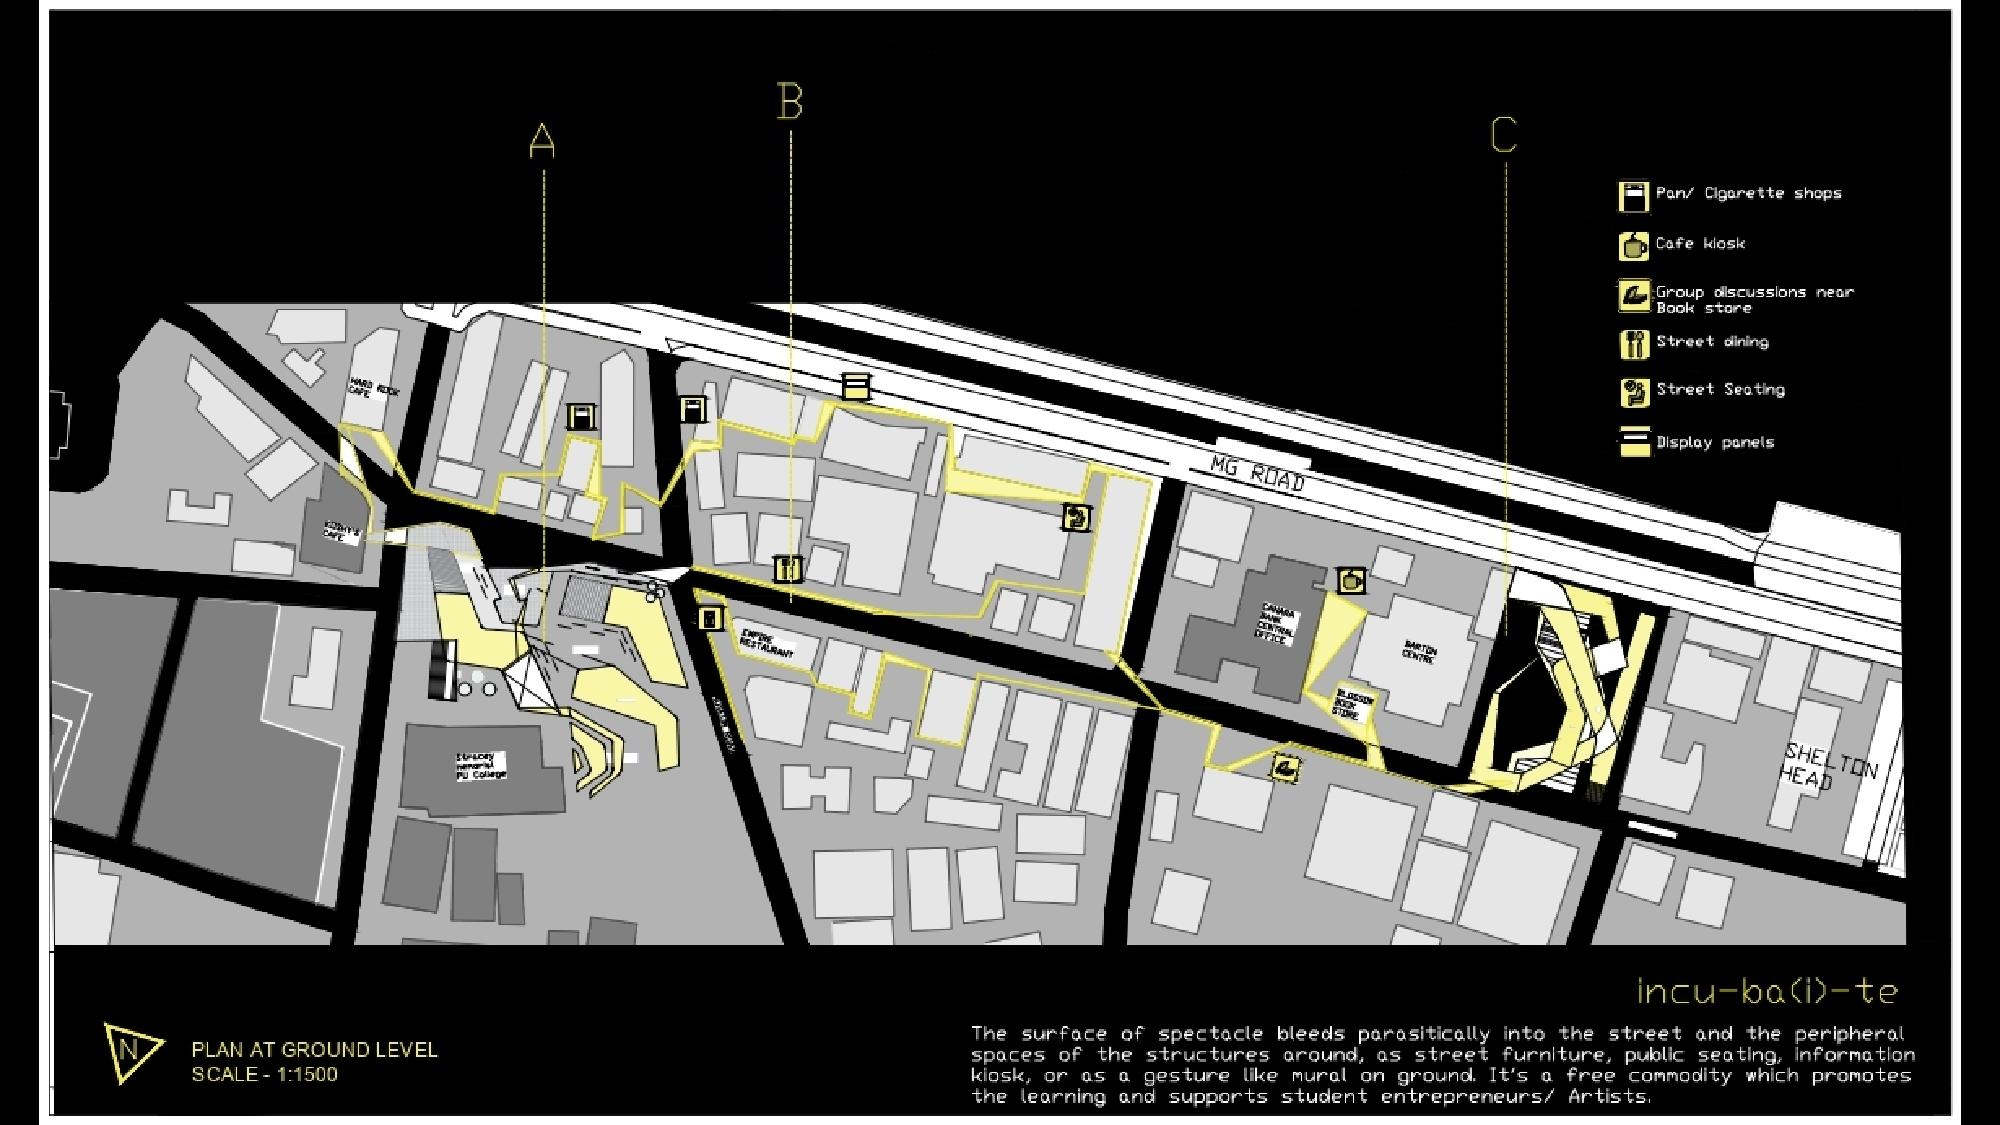 A
B
C
Pan/ Cigarette shops
Cafe kiosk
Group discussions near
Book store
Street dining
Street Seating
Display panels
HARD ROCK
CAFE
MG ROAD
KOSHY'S
CAFE
CANARA
BANK
CENTRAL
OFFICE
BARTON
CENTRE
EMPIRE
RESTAURANT
BLOSSOM
BOOK
STORE
Stracey
memorial
PU College
SHELTON
HEAD
incu-ba(i)-te
N
PLAN AT GROUND LEVEL
SCALE - 1:1500
The surface of spectacle bleeds parasitically into the street and the peripheral
spaces of the structures around, as street furniture, public seating, information
kiosk, or as a gesture like mural on ground. It's a free commodity which promotes
the learning and supports student entrepreneurs/ Artists.